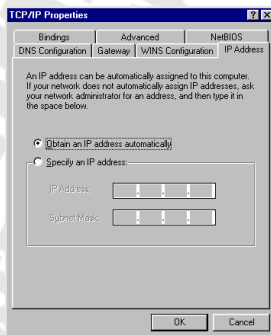 TCP/IP Properties
Bindings Advanced NetBIOS
DNS Configuration Gateway WINS Configuration IP Address
An IP address can be automatically assigned to this computer.
If your network does not automatically assign IP addresses, ask
your network administrator for an address, and then type it in
the space below.
Obtain an IP address automatically
Specify an IP address:
IP Address:
Subnet Mask:
OK Cancel